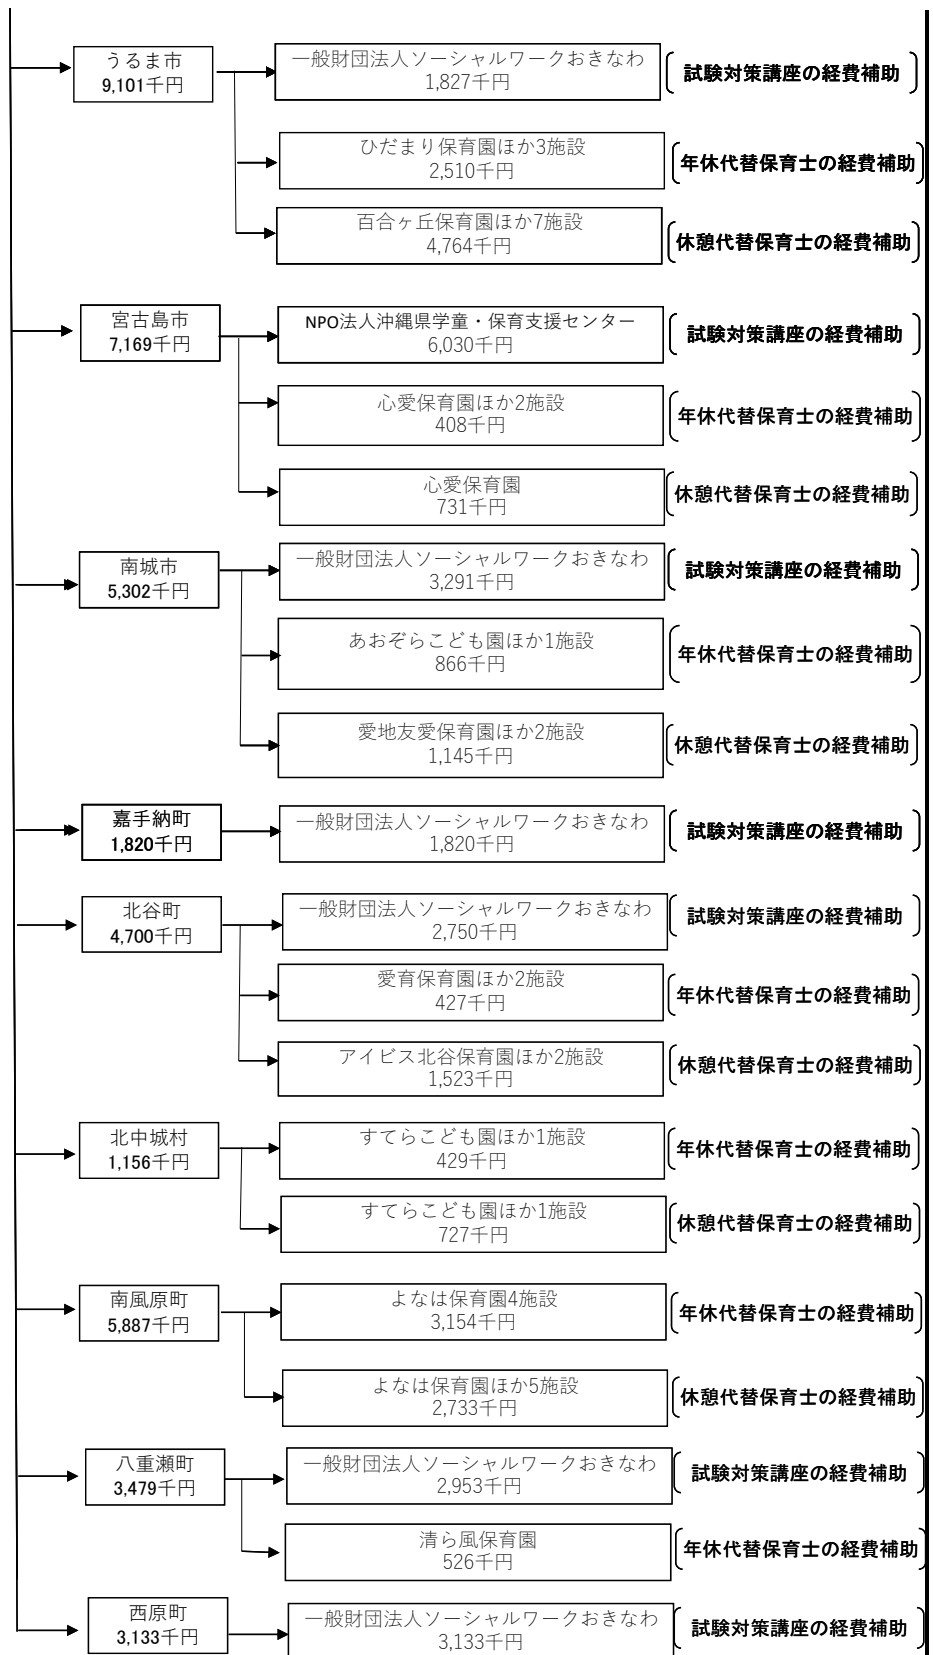 うるま市
9,101千円
一般財団法人ソーシャルワークおきなわ
1,827千円
試験対策講座の経費補助
ひだまり保育園ほか3施設
2,510千円
年休代替保育士の経費補助
百合ヶ丘保育園ほか7施設
4,764千円
休憩代替保育士の経費補助
宮古島市
7,169千円
NPO法人沖縄県学童・保育支援センター
6,030千円
試験対策講座の経費補助
心愛保育園ほか2施設
408千円
年休代替保育士の経費補助
心愛保育園
731千円
休憩代替保育士の経費補助
南城市
5,302千円
一般財団法人ソーシャルワークおきなわ
3,291千円
試験対策講座の経費補助
あおぞらこども園ほか1施設
866千円
年休代替保育士の経費補助
愛地友愛保育園ほか2施設
1,145千円
休憩代替保育士の経費補助
嘉手納町
1,820千円
一般財団法人ソーシャルワークおきなわ
1,820千円
試験対策講座の経費補助
北谷町
4,700千円
一般財団法人ソーシャルワークおきなわ
2,750千円
試験対策講座の経費補助
愛育保育園ほか2施設
427千円
年休代替保育士の経費補助
アイビス北谷保育園ほか2施設
1,523千円
休憩代替保育士の経費補助
北中城村
1,156千円
すてらこども園ほか1施設
429千円
年休代替保育士の経費補助
すてらこども園ほか1施設
727千円
休憩代替保育士の経費補助
南風原町
5,887千円
よなは保育園4施設
3,154千円
年休代替保育士の経費補助
よなは保育園ほか5施設
2,733千円
休憩代替保育士の経費補助
八重瀬町
3,479千円
一般財団法人ソーシャルワークおきなわ
2,953千円
試験対策講座の経費補助
清ら風保育園
526千円
年休代替保育士の経費補助
西原町
3,133千円
一般財団法人ソーシャルワークおきなわ
3,133千円
試験対策講座の経費補助